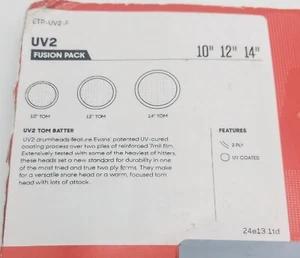 ETP-UV2-F
UV2
FUSION PACK
10" 12" 14"
10" TOM
12" TOM
14" TOM
UV2 TOM BATTER
UV2 drumheads feature Evans' patented UV-cured
coating process over two plies of reinforced 7mil film.
Extensively tested with some of the heaviest of hitters,
these heads set a new standard for durability in one
of the most tried and true two ply forms. They make
for a versatile snare head or a warm, focused tom
head with lots of attack.
FEATURES
2-PLY
UV COATED
24e13.1td